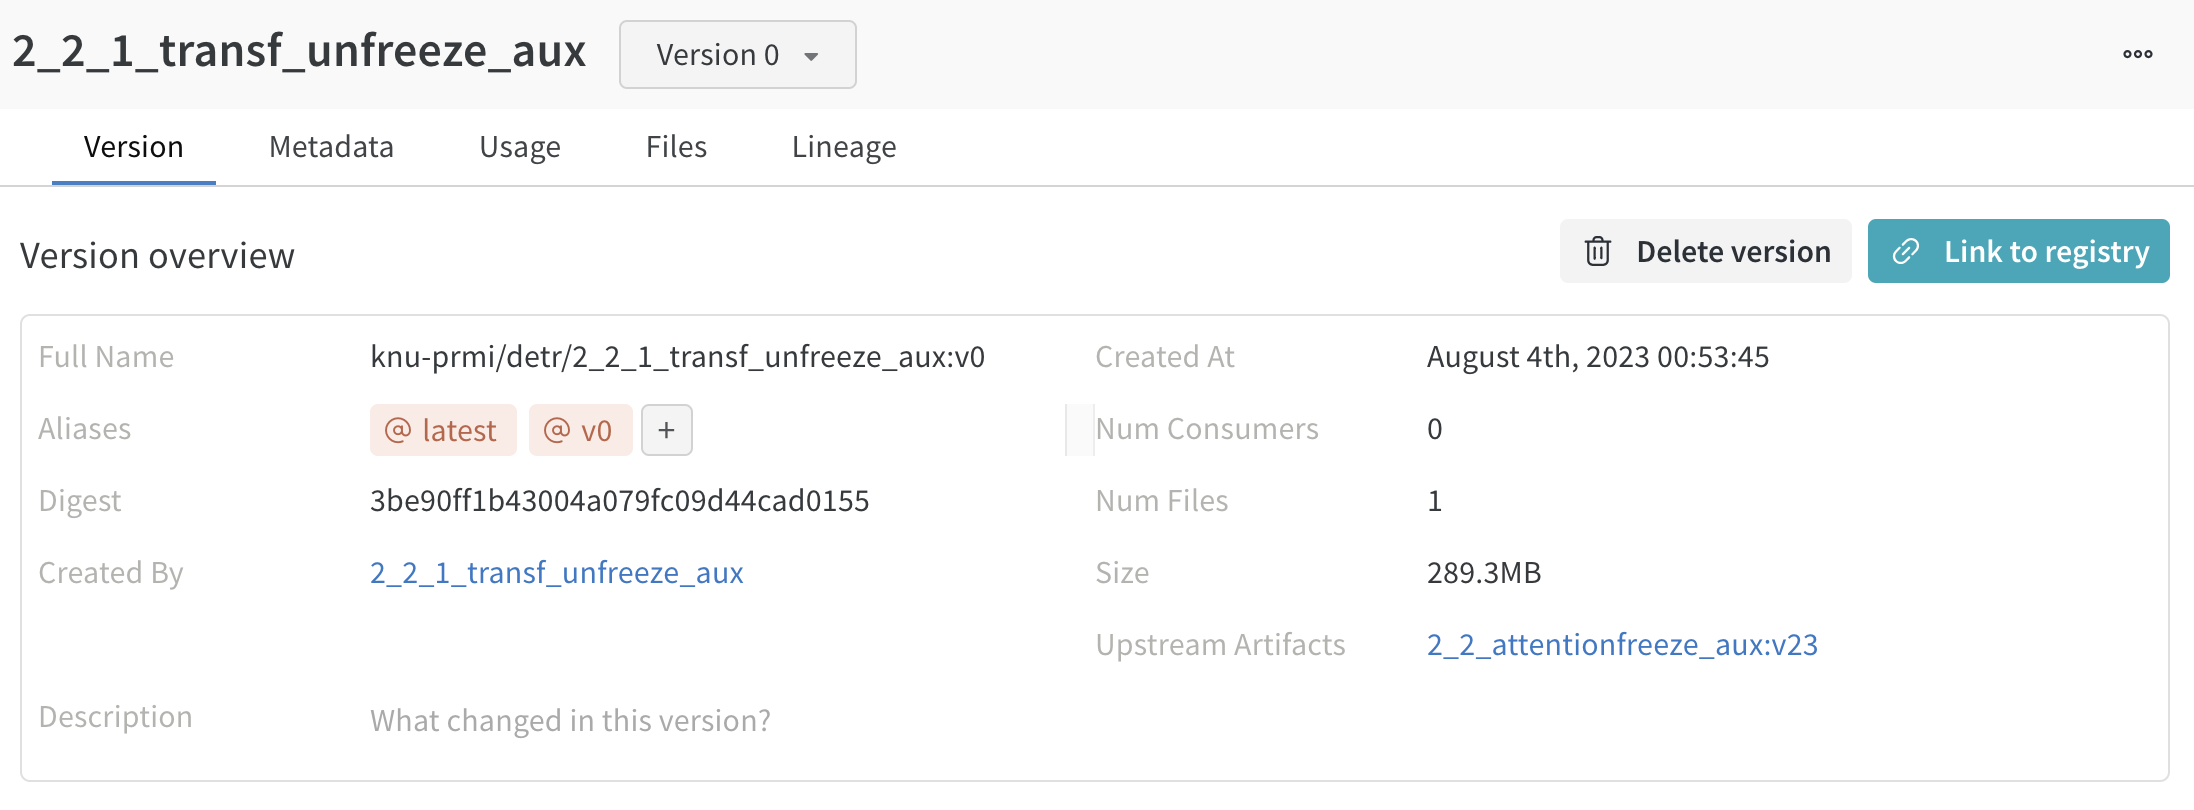 2_2_1_transf_unfreeze_aux
Version 0
Version Metadata Usage Files Lineage
Version overview
Delete version
Link to registry
Full Name knu-prmi/detr/2_2_1_transf_unfreeze_aux:v0
Created At August 4th, 2023 00:53:45
Aliases @ latest @ v0 +
Num Consumers 0
Digest 3be90ff1b43004a079fc09d44cad0155
Num Files 1
Created By 2_2_1_transf_unfreeze_aux
Size 289.3MB
Upstream Artifacts 2_2_attentionfreeze_aux:v23
Description What changed in this version?